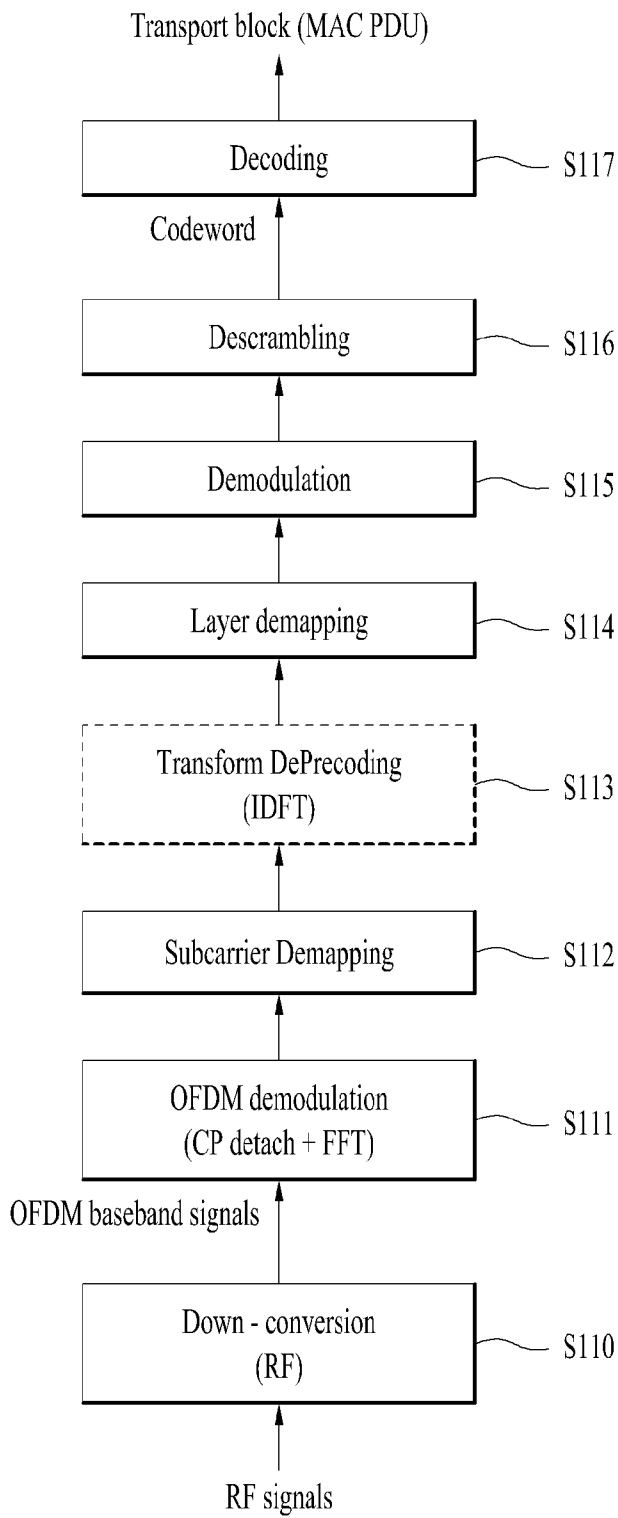 Transport block (MAC PDU)
Decoding
S117
Codeword
Descrambling
S116
Demodulation
S115
Layer demapping
S114
Transform DePrecoding
(IDFT)
S113
Subcarrier Demapping
S112
OFDM demodulation
(CP detach + FFT)
S111
OFDM baseband signals
Down - conversion
(RF)
S110
RF signals